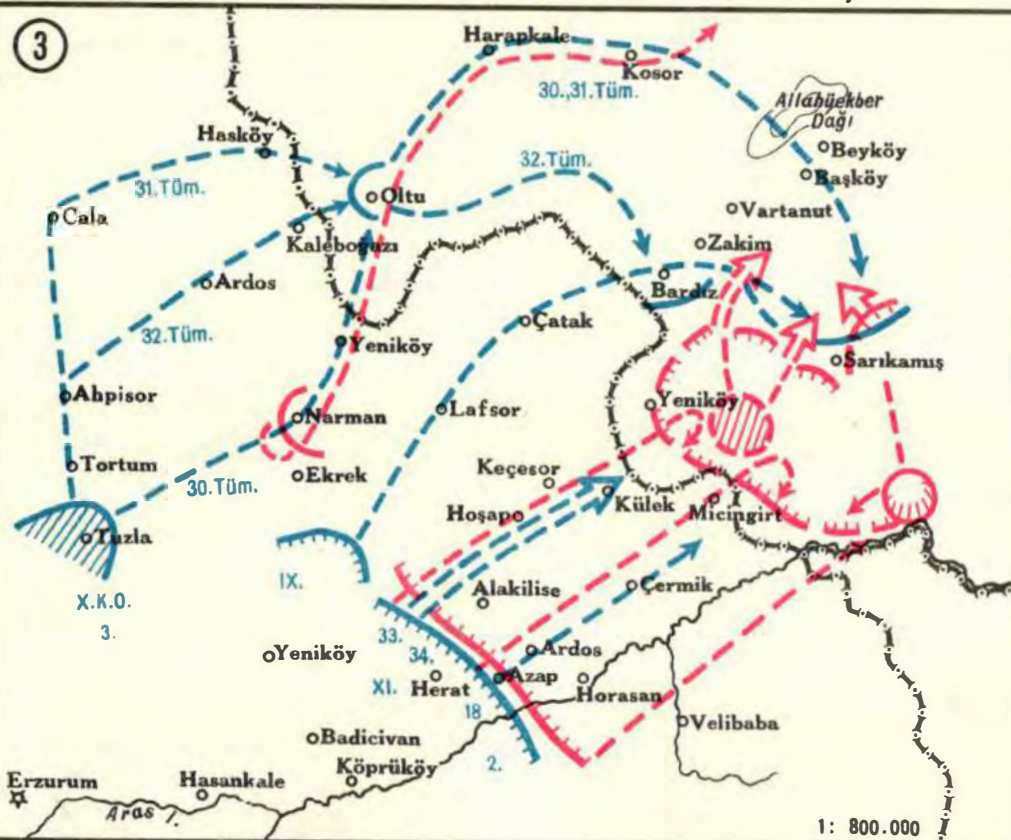 3
Harapkale
Kosor
30.,31.Tüm.
Allahüekber
Dağı
Hasköy
Beyköy
32.Tüm.
Başköy
31.Tüm.
Oltu
Cala
Vartanut
Kaleboğazı
Zakim
Ardos
Bardız
Çatak
32.Tüm.
Yeniköy
Sarıkamış
Ahpisor
Lafsor
Yeniköy
Narman
Tortum
Ekrek
Keçesor
30.Tüm.
Külek
Micingirt
Hoşapo
Tuzla
IX.
Çermik
X.K.O.
Alakilise
3.
33.
34.
Ardos
Yeniköy
XI.
Herat
Azap
Horasan
18
Velibaba
Badicivan
2.
Erzurum
Hasankale
Köprüköy
Aras I.
1: 800.000